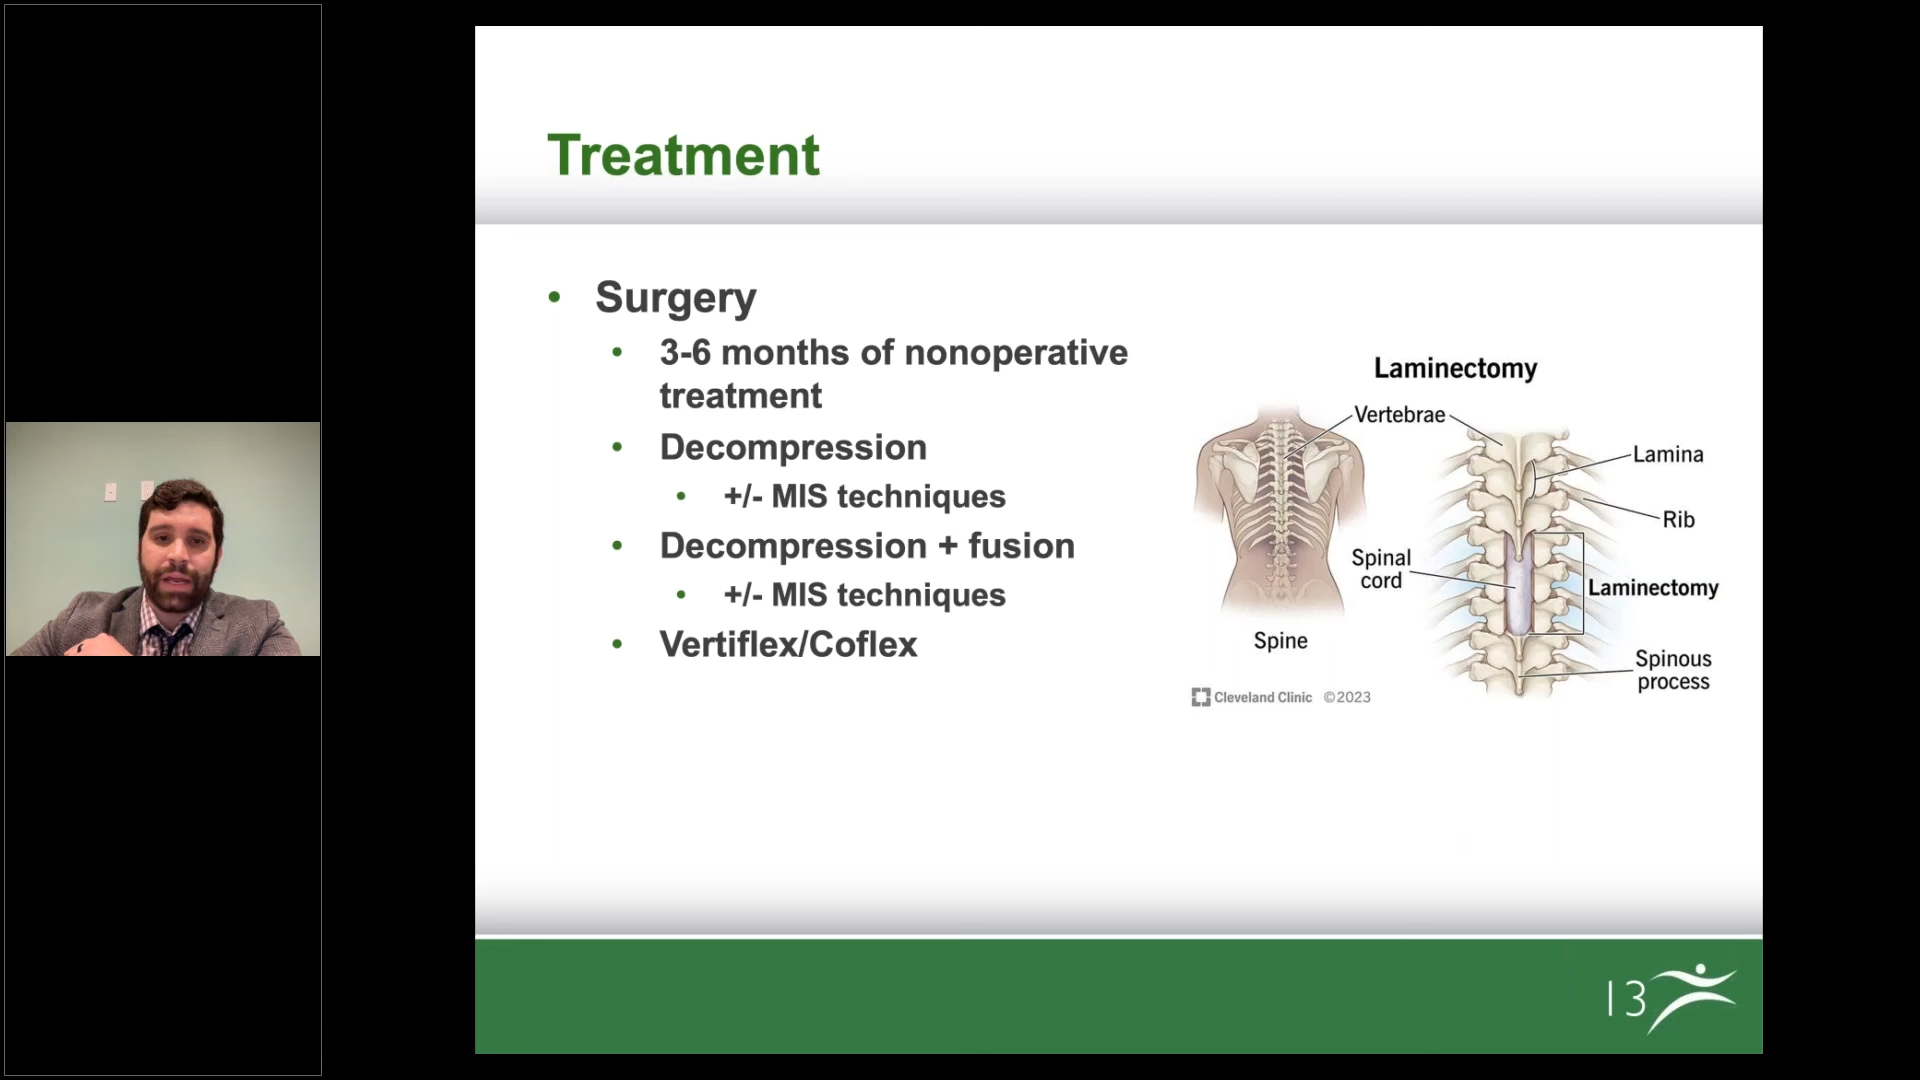 Treatment
• Surgery
• 3-6 months of nonoperative
treatment
• Decompression
• +/- MIS techniques
• Decompression + fusion
• +/- MIS techniques
• Vertiflex/Coflex
Laminectomy
Vertebrae
Lamina
Rib
Spinal
cord
Laminectomy
Spine
Spinous
process
Cleveland Clinic ©2023
13